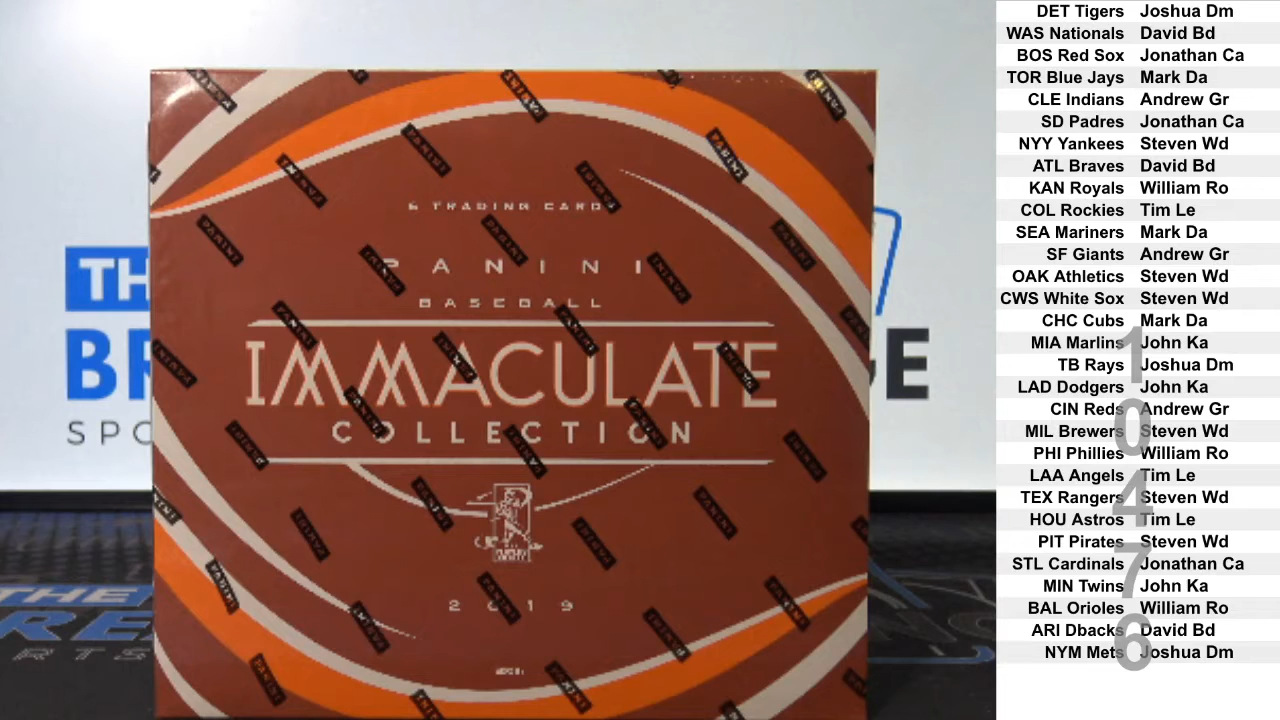 6 TRADING CARDS
PANINI
BASEBALL
IMMACULATE
COLLECTION
2019
TH
BR
GE
SPO
THE
DET Tigers Joshua Dm
WAS Nationals David Bd
BOS Red Sox Jonathan Ca
TOR Blue Jays Mark Da
CLE Indians Andrew Gr
SD Padres Jonathan Ca
NYY Yankees Steven Wd
ATL Braves David Bd
KAN Royals William Ro
COL Rockies Tim Le
SEA Mariners Mark Da
SF Giants Andrew Gr
OAK Athletics Steven Wd
CWS White Sox Steven Wd
CHC Cubs Mark Da
MIA Marlins John Ka
TB Rays Joshua Dm
LAD Dodgers John Ka
CIN Reds Andrew Gr
MIL Brewers Steven Wd
PHI Phillies William Ro
LAA Angels Tim Le
TEX Rangers Steven Wd
HOU Astros Tim Le
PIT Pirates Steven Wd
STL Cardinals Jonathan Ca
MIN Twins John Ka
BAL Orioles William Ro
ARI Dbacks David Bd
NYM Mets Joshua Dm
10476